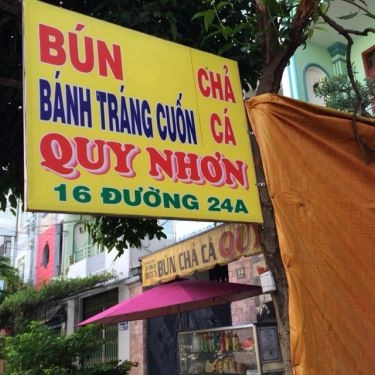 BÚN
BÁNH TRÁNG CUỐN
CHẢ
CÁ
QUY NHƠN
16 ĐƯỜNG 24A
BÚN CHẢ CÁ QUY